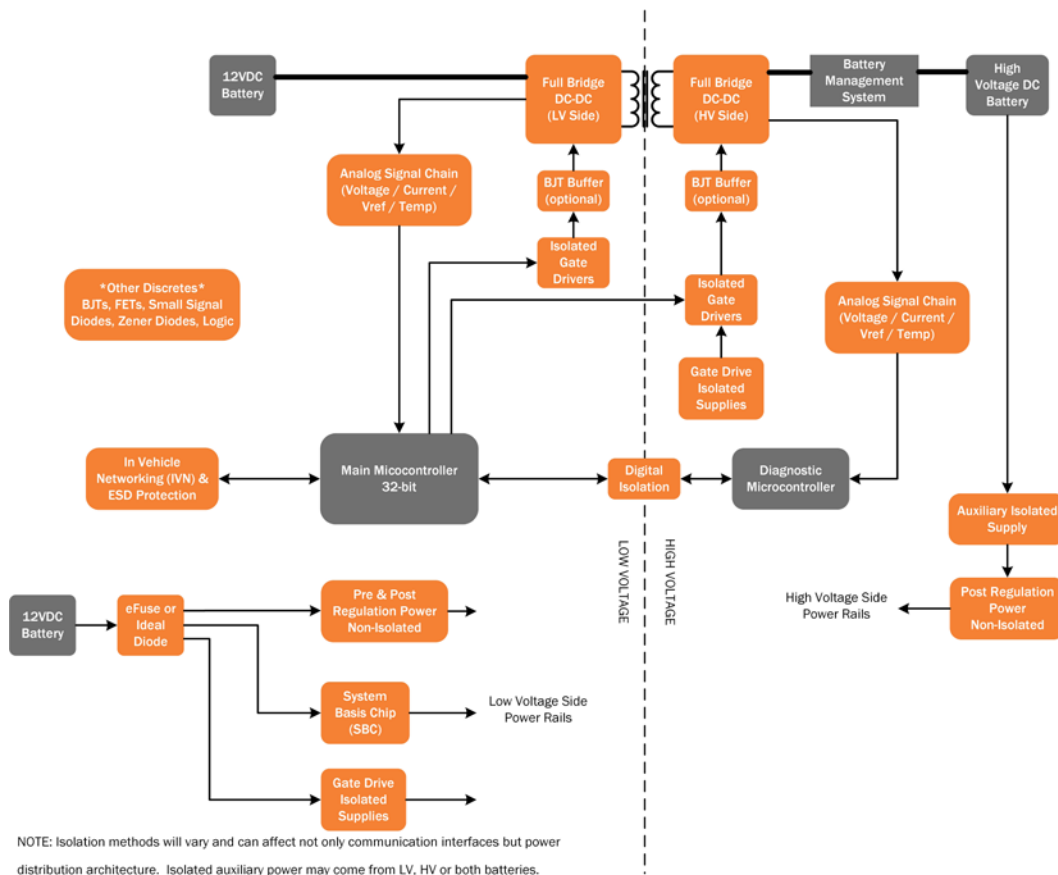 12VDC
Battery
Full Bridge
DC-DC
(LV Side)
Full Bridge
DC-DC
(HV Side)
Battery
Management
System
High
Voltage DC
Battery
Analog Signal Chain
(Voltage / Current /
Vref / Temp)
BJT Buffer
(optional)
BJT Buffer
(optional)
Isolated
Gate
Drivers
Isolated
Gate
Drivers
*Other Discretes*
BJTs, FETs, Small Signal
Diodes, Zener Diodes, Logic
Analog Signal Chain
(Voltage / Current /
Vref / Temp)
Gate Drive
Isolated
Supplies
In Vehicle
Networking (IVN) &
ESD Protection
Main Micocontroller
32-bit
Digital
Isolation
Diagnostic
Microcontroller
Auxiliary Isolated
Supply
LOW VOLTAGE
HIGH VOLTAGE
12VDC
Battery
eFuse or
Ideal
Diode
Pre & Post
Regulation Power
Non-Isolated
High Voltage Side
Power Rails
Post Regulation
Power
Non-Isolated
System
Basis Chip
(SBC)
Low Voltage Side
Power Rails
Gate Drive
Isolated
Supplies
NOTE: Isolation methods will vary and can affect not only communication interfaces but power
distribution architecture. Isolated auxiliary power may come from LV, HV or both batteries.